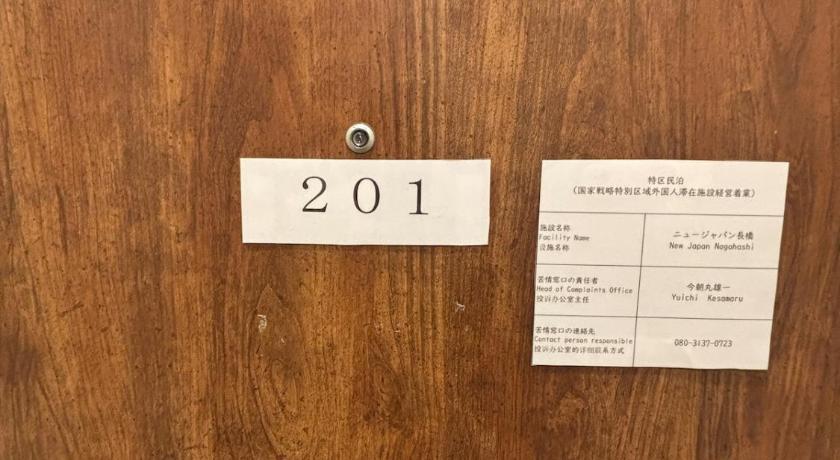 201
特区民泊
（国家戦略特別区域外国人滞在施設経営着業）
施設名称
Facility Name
设施名称
ニュージャパン長橋
New Japan Nagahashi
苦情窓口の責任者
Head of Complaints Office
投诉办公室主任
今朝丸雄一
Yuichi Kesamaru
苦情窓口の連絡先
Contact person responsible
投诉办公室的详细联系方式
080-3137-0723